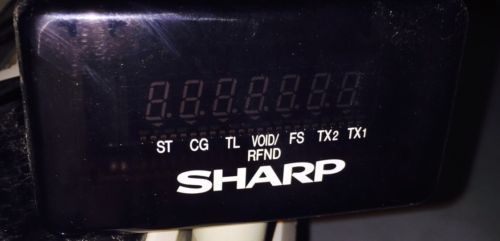 ST CG TL VOID/ FS TX2 TX1
RFND
SHARP